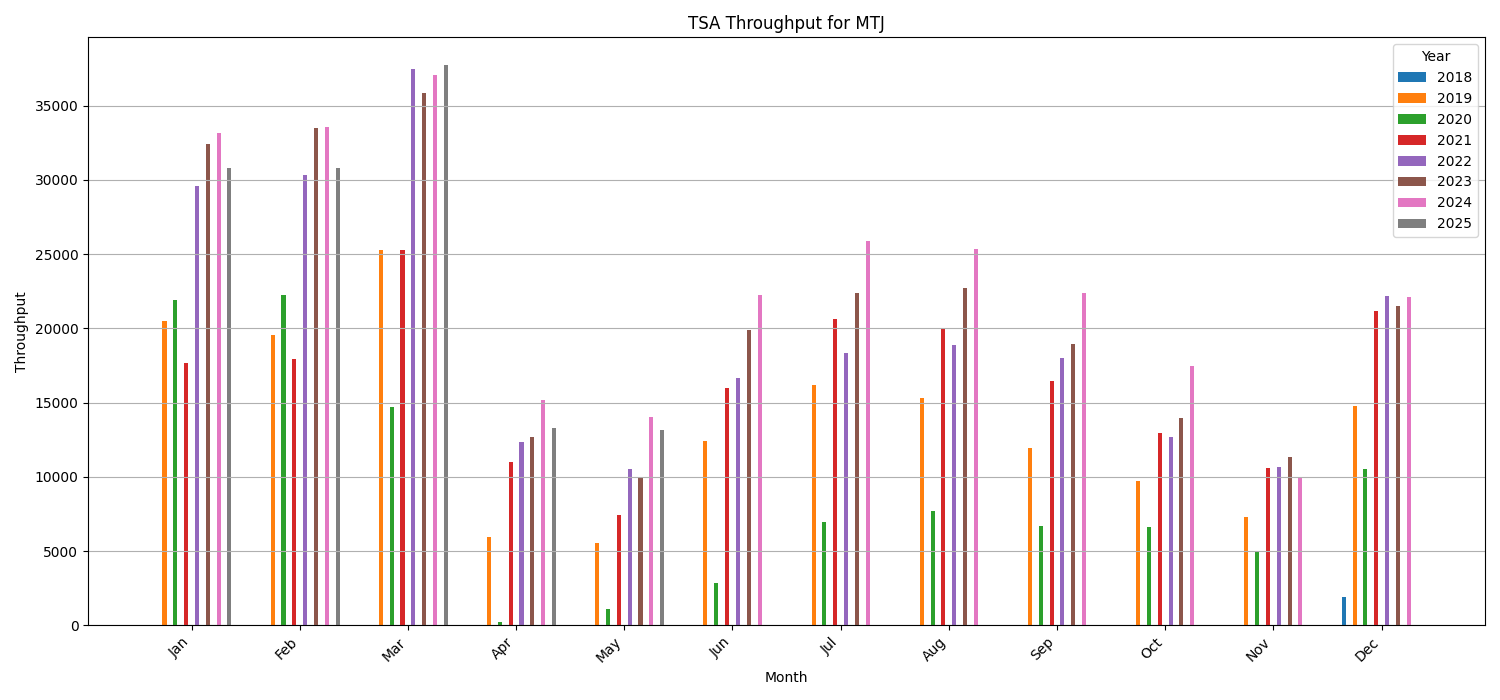 TSA Throughput for MTJ
Year
2018
2019
2020
2021
2022
2023
2024
2025
Throughput
35000
30000
25000
20000
15000
10000
5000
0
Jan
Feb
Mar
Apr
May
Jun
Jul
Aug
Sep
Oct
Nov
Dec
Month